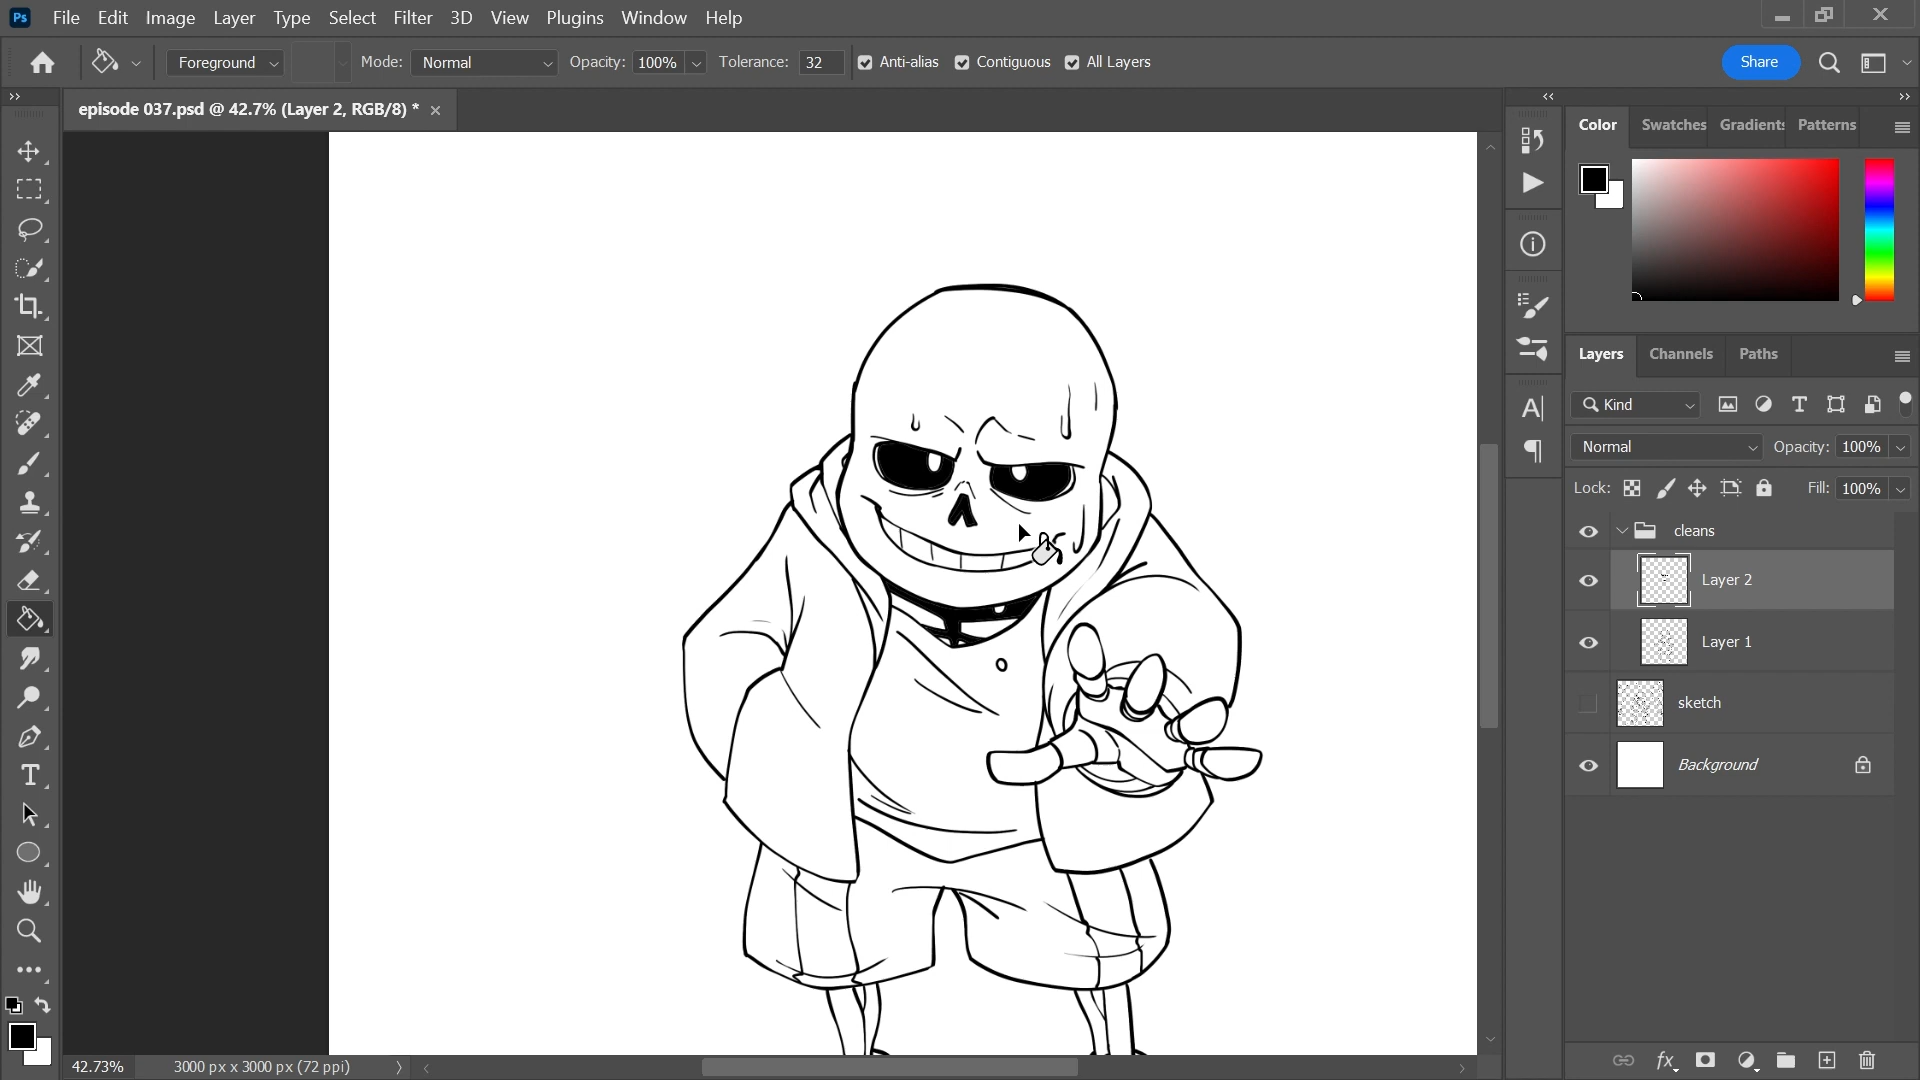 Ps File Edit Image Layer Type Select Filter 3D View Plugins Window Help
Foreground Mode: Normal Opacity: 100% Tolerance: 32 Anti-alias Contiguous All Layers Share
episode 037.psd @ 42.7% (Layer 2, RGB/8) *
Color Swatches Gradients Patterns
Layers Channels Paths
Kind
Normal Opacity: 100%
Lock: Fill: 100%
cleans
Layer 2
Layer 1
sketch
Background
42.73% 3000 px x 3000 px (72 ppi)